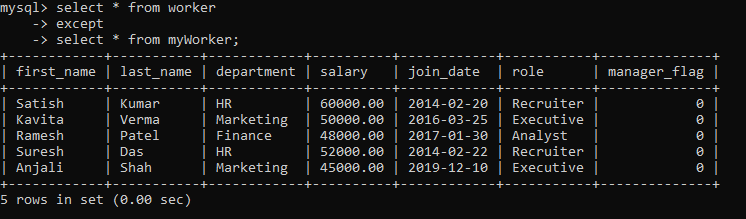 mysql> select * from worker
    -> except
    -> select * from myWorker;
+------------+-----------+------------+----------+------------+-----------+--------------+
| first_name | last_name | department | salary   | join_date  | role      | manager_flag |
+------------+-----------+------------+----------+------------+-----------+--------------+
| Satish     | Kumar     | HR         | 60000.00 | 2014-02-20 | Recruiter |            0 |
| Kavita     | Verma     | Marketing  | 50000.00 | 2016-03-25 | Executive |            0 |
| Ramesh     | Patel     | Finance    | 48000.00 | 2017-01-30 | Analyst   |            0 |
| Suresh     | Das       | HR         | 52000.00 | 2014-02-22 | Recruiter |            0 |
| Anjali     | Shah      | Marketing  | 45000.00 | 2019-12-10 | Executive |            0 |
+------------+-----------+------------+----------+------------+-----------+--------------+
5 rows in set (0.00 sec)